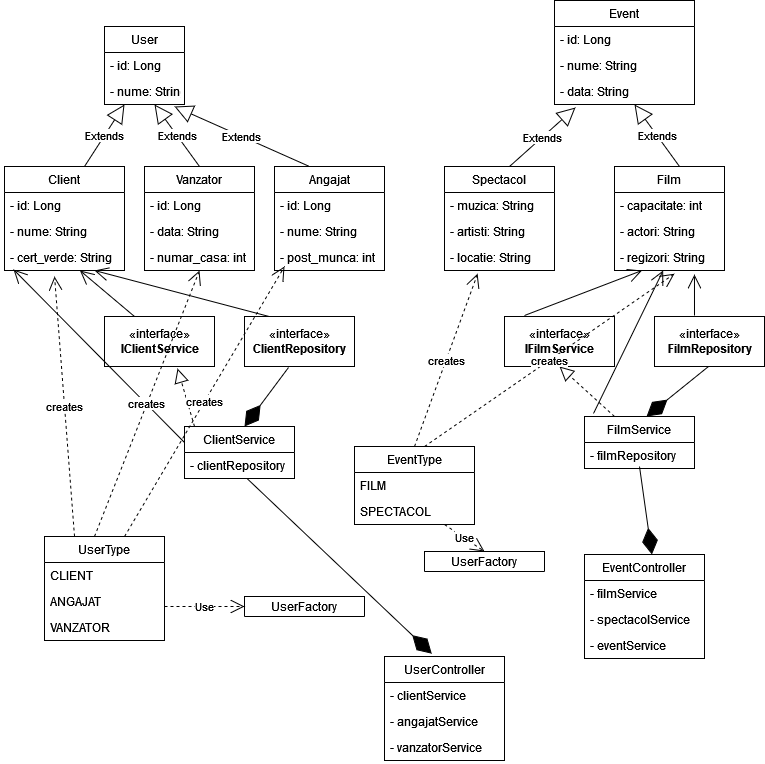 User
- id: Long
- nume: Strin
Event
- id: Long
- nume: String
- data: String
Extends
Extends
Extends
Extends
Extends
Client
- id: Long
- nume: String
- cert_verde: String
Vanzator
- id: Long
- data: String
- numar_casa: int
Angajat
- id: Long
- nume: String
- post_munca: int
Spectacol
- muzica: String
- artisti: String
- locatie: String
Film
- capacitate: int
- actori: String
- regizori: String
«interface»
IClientService
«interface»
ClientRepository
«interface»
IFilmService
«interface»
FilmRepository
creates
creates
creates
creates
creates
ClientService
- clientRepository
EventType
FILM
SPECTACOL
FilmService
- filmRepository
Use
UserFactory
UserType
CLIENT
ANGAJAT
VANZATOR
Use
UserFactory
EventController
- filmService
- spectacolService
- eventService
UserController
- clientService
- angajatService
- vanzatorService